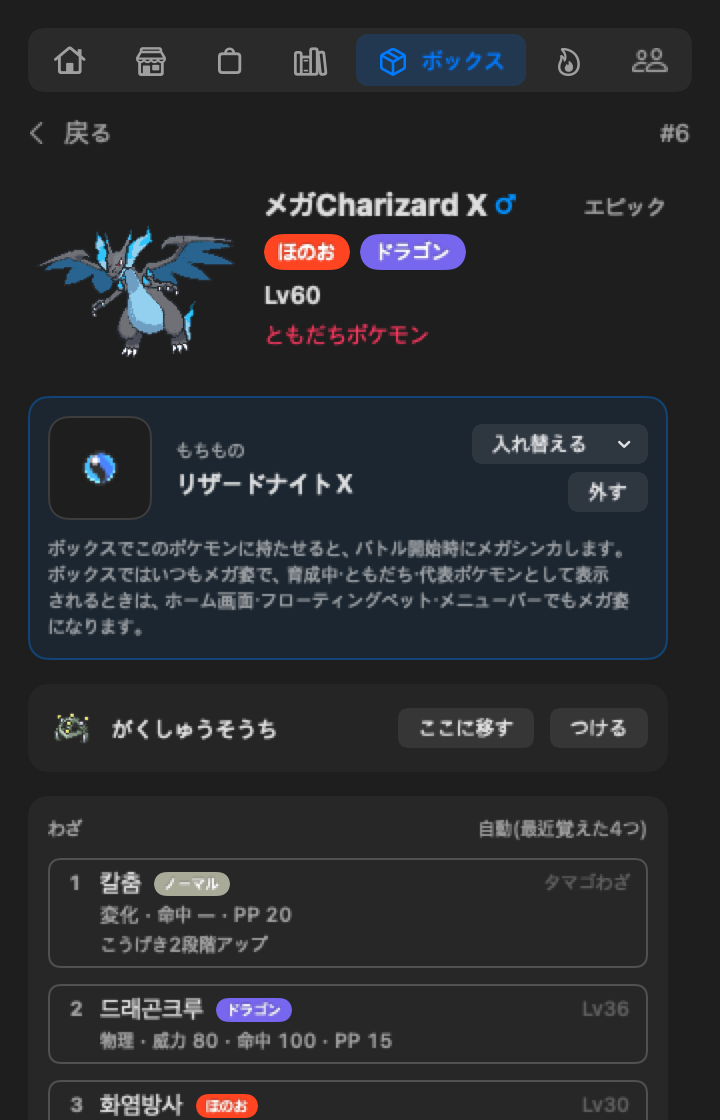 ボックス
戻る
#6
メガCharizard X ♂
エピック
ほのお ドラゴン
Lv60
ともだちポケモン
もちもの
リザードナイトX
入れ替える
外す
ボックスでこのポケモンに持たせると、バトル開始時にメガシンカします。
ボックスではいつもメガ姿で、育成中·ともだち·代表ポケモンとして表示
されるときは、ホーム画面·フローティングペット·メニューバーでもメガ姿
になります。
がくしゅうそうち
ここに移す
つける
わざ
自動(最近覚えた4つ)
1 칼춤 ノーマル
タマゴわざ
変化 · 命中 — · PP 20
こうげき2段階アップ
2 드래곤크루 ドラゴン
Lv36
物理 · 威力 80 · 命中 100 · PP 15
3 화염방사 ほのお
Lv30